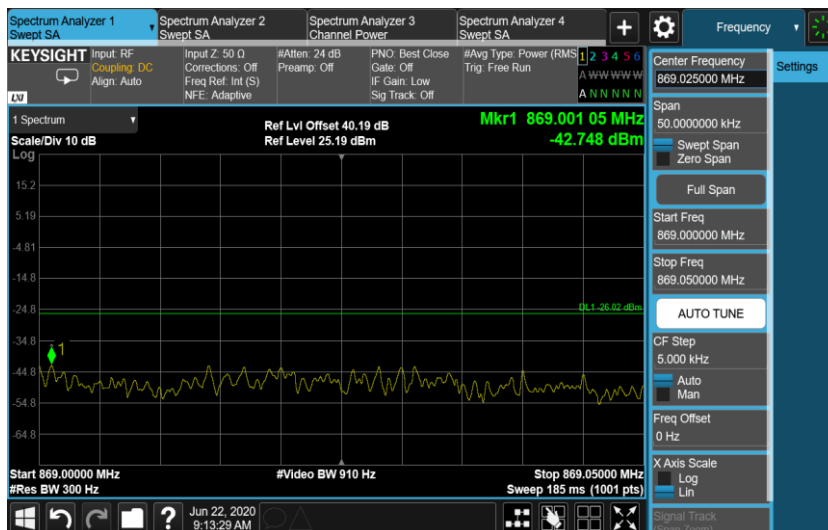 Spectrum Analyzer 1
Swept SA
Spectrum Analyzer 2
Swept SA
Spectrum Analyzer 3
Channel Power
Spectrum Analyzer 4
Swept SA
+
Frequency
KEYSIGHT
LXI
Input: RF
Coupling: DC
Align: Auto
Input Z: 50 Ω
Corrections: Off
Freq Ref: Int (S)
NFE: Adaptive
#Atten: 24 dB
Preamp: Off
PNO: Best Close
Gate: Off
IF Gain: Low
Sig Track: Off
#Avg Type: Power (RMS
Trig: Free Run
1 2 3 4 5 6
A W W W W W
A N N N N N
1 Spectrum
Scale/Div 10 dB
Log
Ref Lvl Offset 40.19 dB
Ref Level 25.19 dBm
Mkr1 869.001 05 MHz
-42.748 dBm
15.2
5.19
-4.81
-14.8
-24.8
-34.8
-44.8
-54.8
-64.8
DL1 -26.02 dBm
1
Start 869.00000 MHz
#Res BW 300 Hz
#Video BW 910 Hz
Stop 869.05000 MHz
Sweep 185 ms (1001 pts)
Center Frequency
869.025000 MHz
Settings
Span
50.0000000 kHz
Swept Span
Zero Span
Full Span
Start Freq
869.000000 MHz
Stop Freq
869.050000 MHz
AUTO TUNE
CF Step
5.000 kHz
Auto
Man
Freq Offset
0 Hz
X Axis Scale
Log
Lin
Signal Track
(Span Zoom)
?
Jun 22, 2020
9:13:29 AM